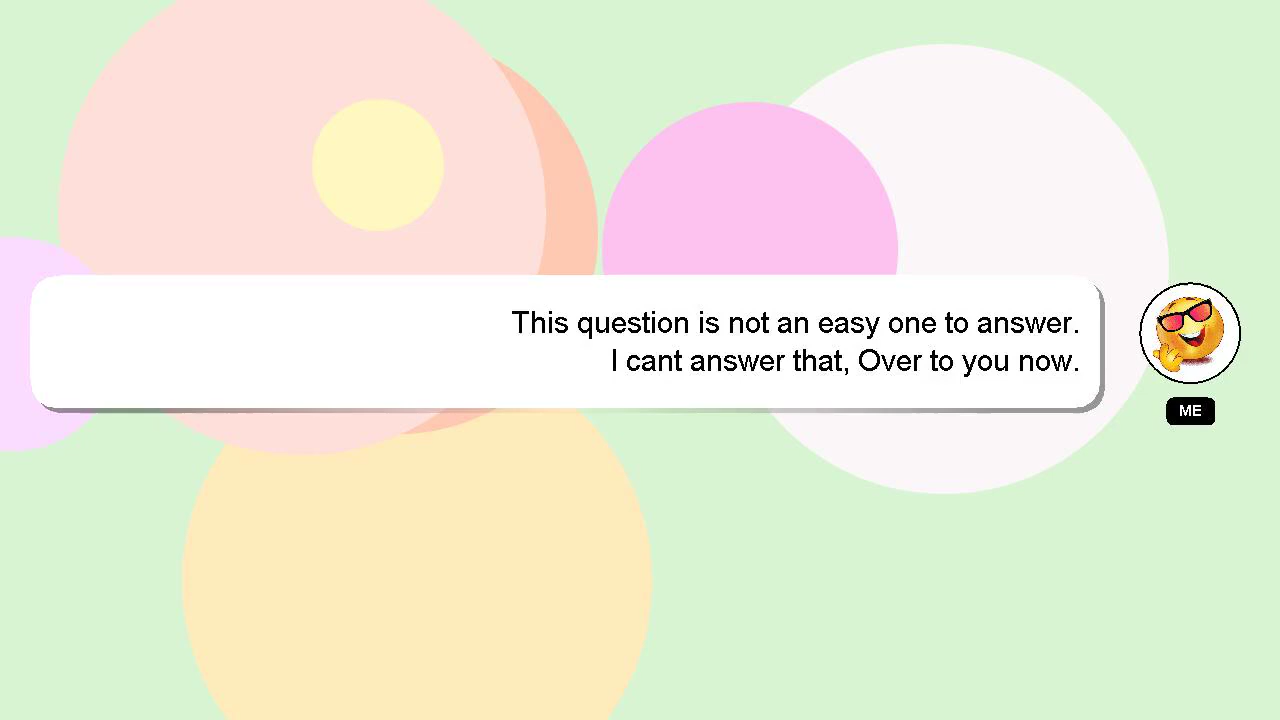 This question is not an easy one to answer.
I cant answer that, Over to you now.
ME